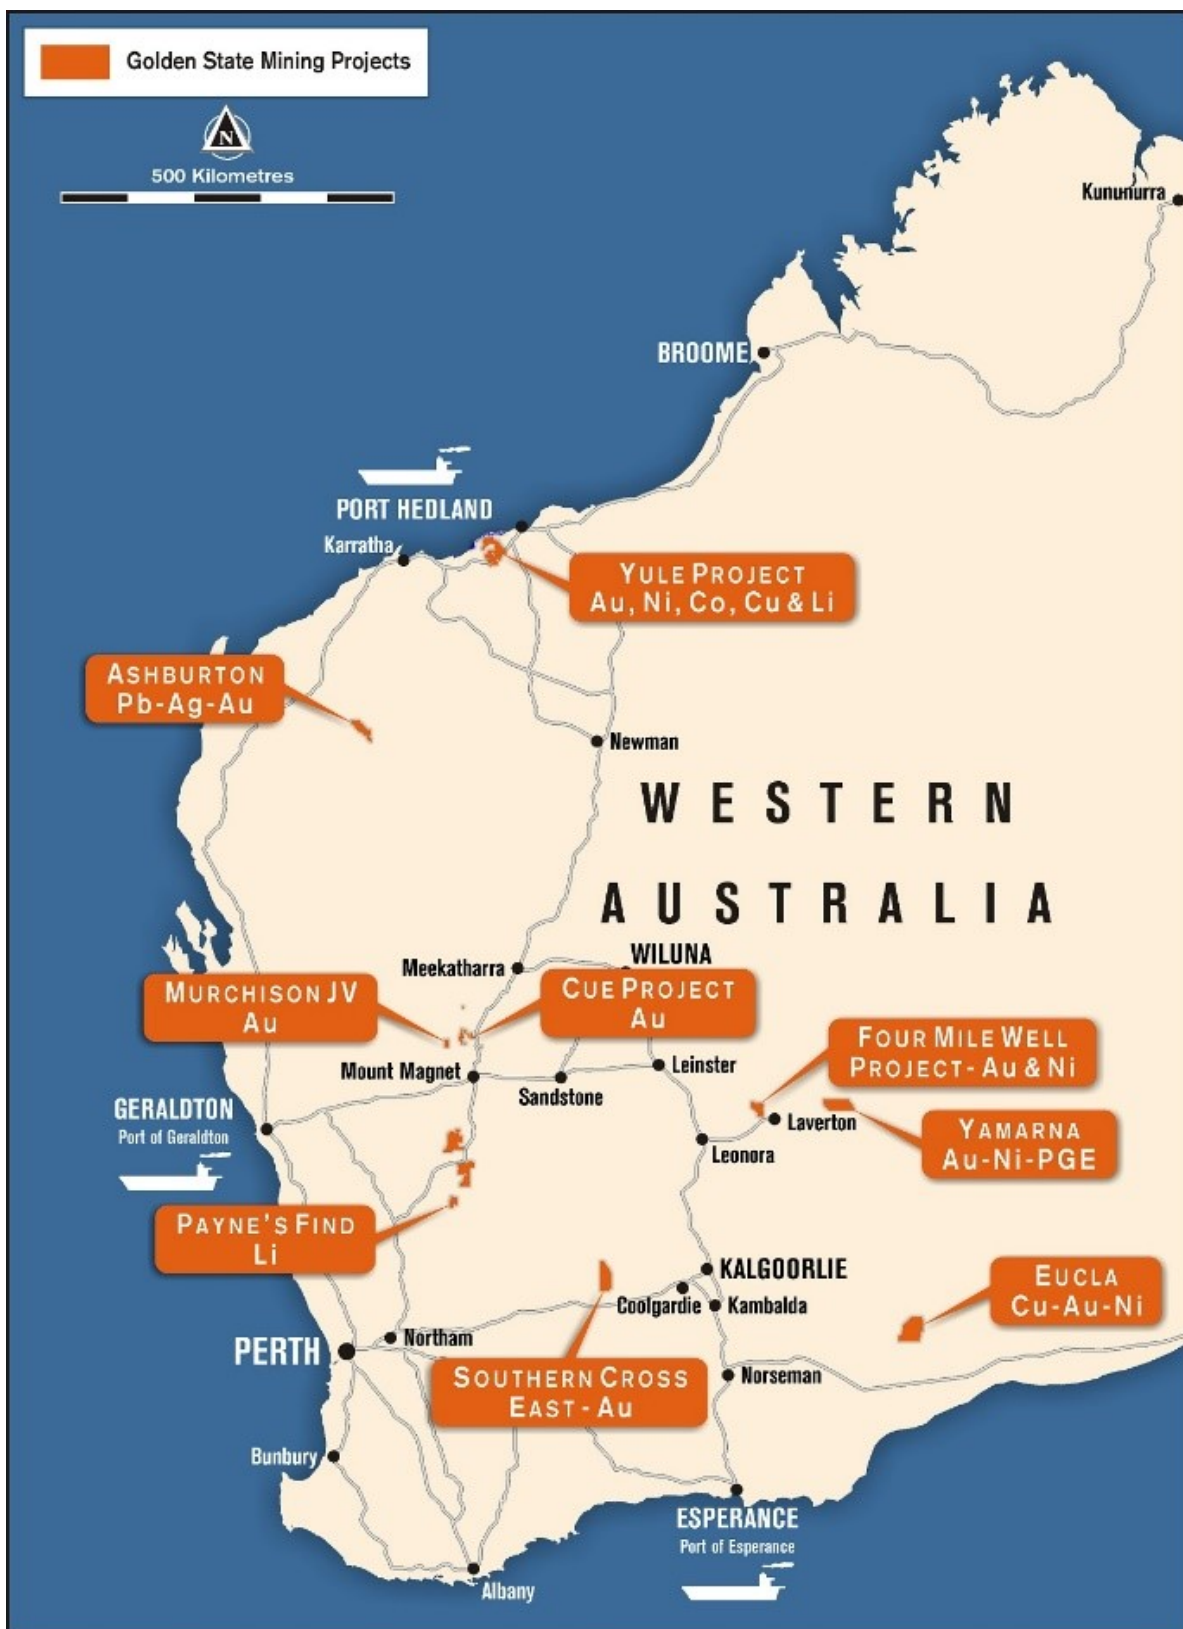 Golden State Mining Projects
N
500 Kilometres
Kununurra
BROOME
PORT HEDLAND
Karratha
YULE PROJECT
Au, Ni, Co, Cu & Li
ASHBURTON
Pb-Ag-Au
Newman
WESTERN
AUSTRALIA
Meekatharra
WILUNA
MURCHISON JV
Au
CUE PROJECT
Au
FOUR MILE WELL
PROJECT - Au & Ni
Mount Magnet
Sandstone
Leinster
GERALDTON
Port of Geraldton
Laverton
Leonora
YAMARNA
Au-Ni-PGE
PAYNE'S FIND
Li
KALGOORLIE
Coolgardie
Kambalda
EUCLA
Cu-Au-Ni
PERTH
Northam
SOUTHERN CROSS
EAST - Au
Norseman
Bunbury
ESPERANCE
Port of Esperance
Albany